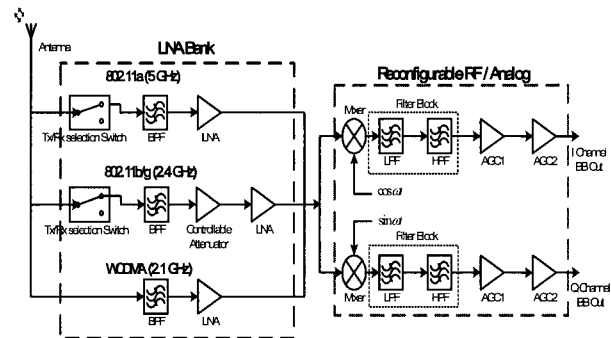 Antenna
LNA Bank
802.11a (5 GHz)
Tx/Rx selection Switch
BPF
LNA
802.11b/g (2.4 GHz)
Tx/Rx selection Switch
BPF
Controllable
Attenuator
LNA
WCDMA (2.1 GHz)
BPF
LNA
Reconfigurable RF / Analog
Mixer
Filter Block
LPF
HPF
AGC1
AGC2
I Channel
BB Out
cos ωt
sin ωt
Filter Block
Mixer
LPF
HPF
AGC1
AGC2
Q Channel
BB Out